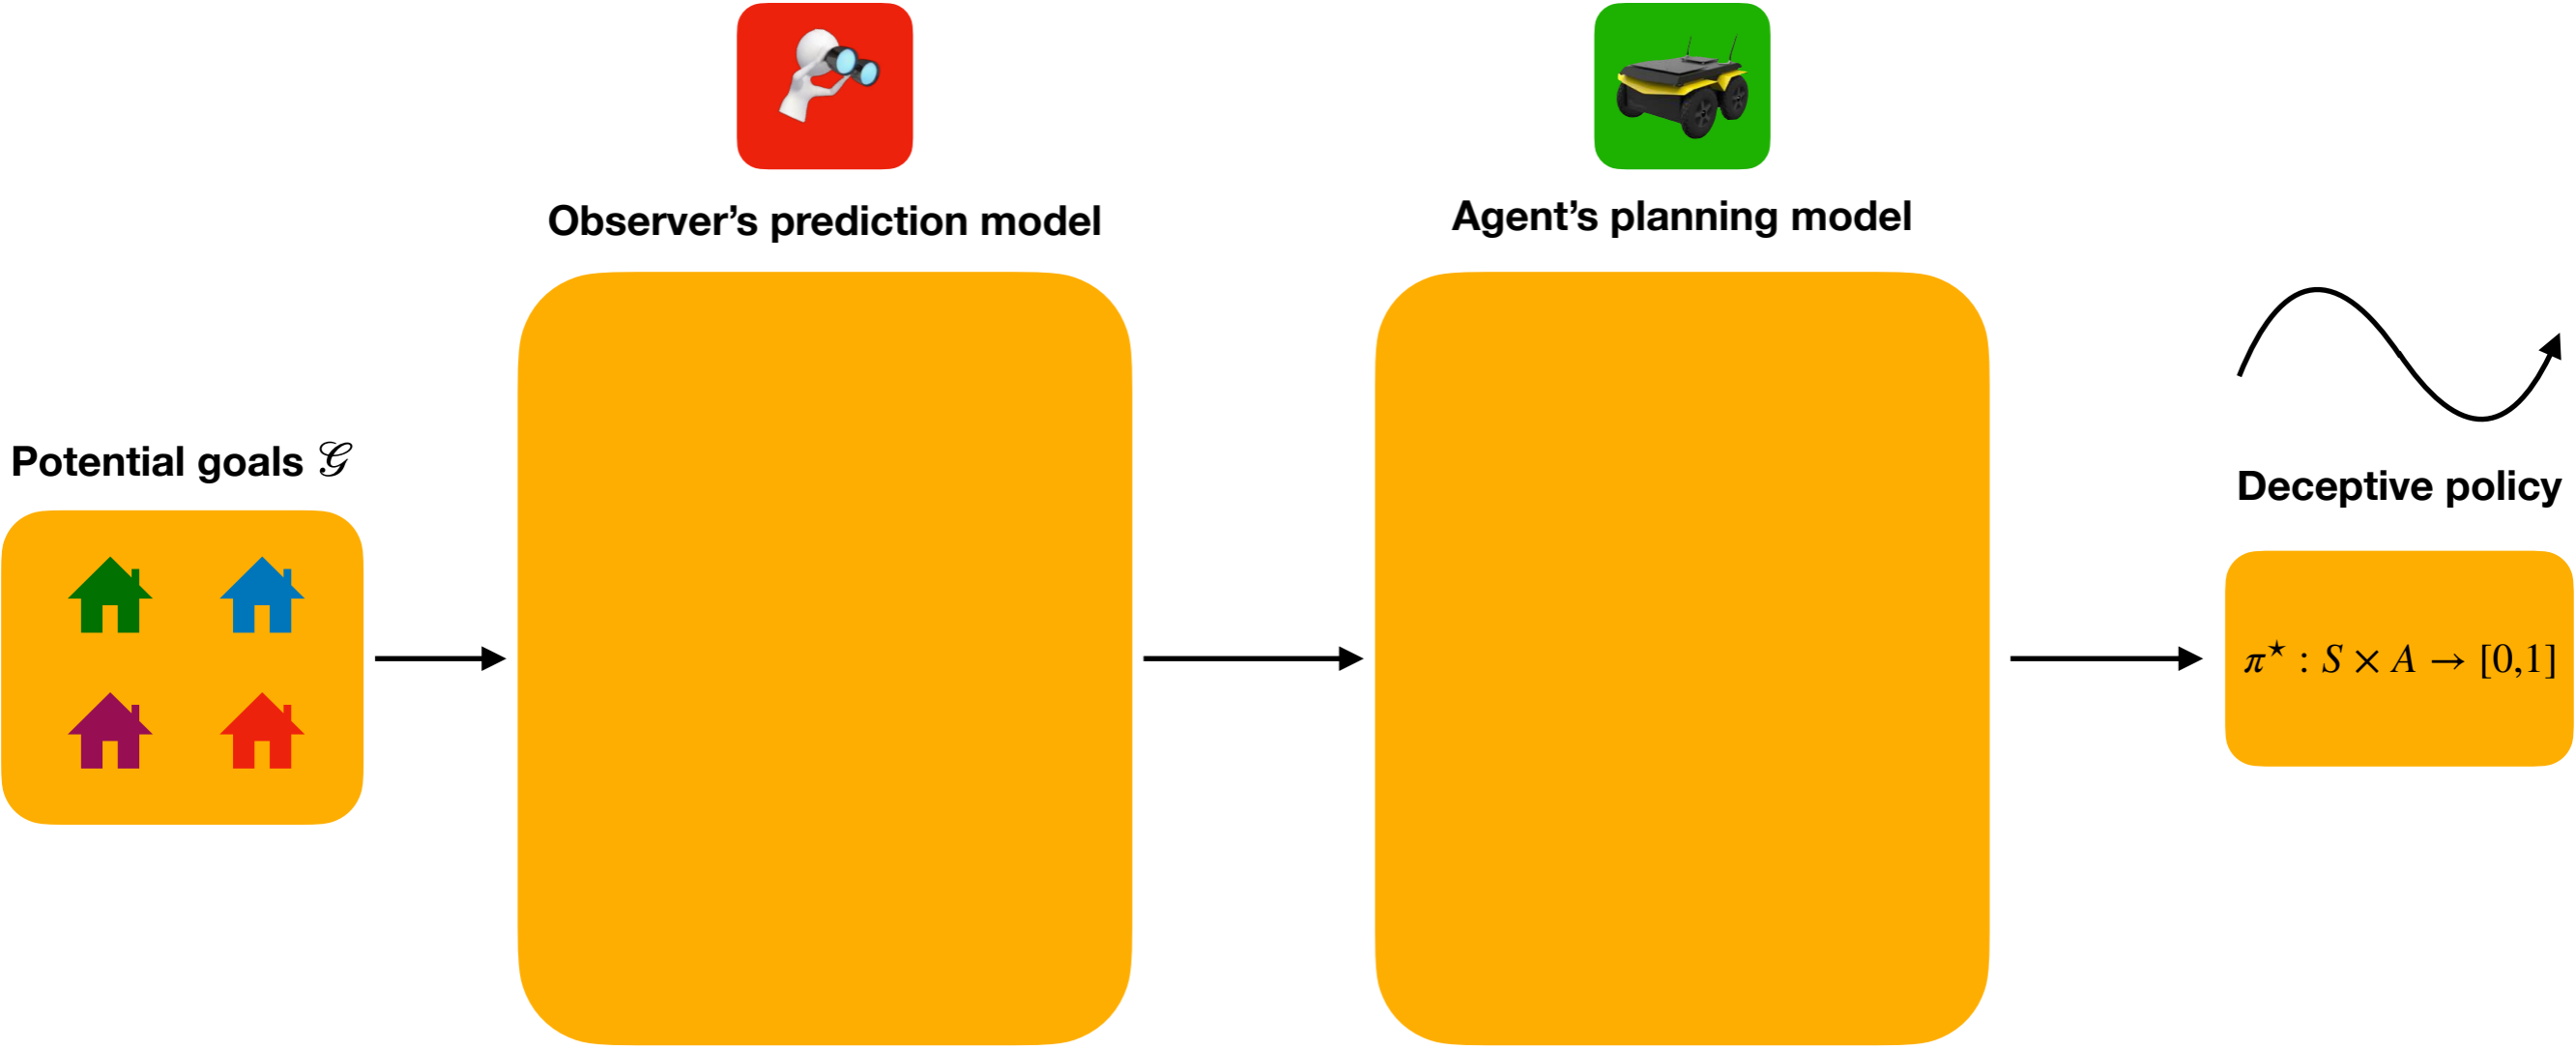 Observer’s prediction model
Agent’s planning model
Potential goals 𝒢
Deceptive policy
π⋆ : S × A → [0,1]